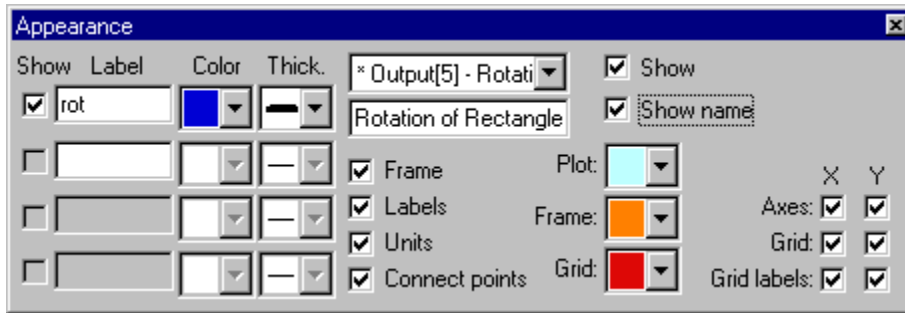 Appearance
Show Label Color Thick.
rot
* Output[5] - Rotati
Rotation of Rectangle
Show
Show name
Frame
Labels
Units
Connect points
Plot:
Frame:
Grid:
X Y
Axes:
Grid:
Grid labels: